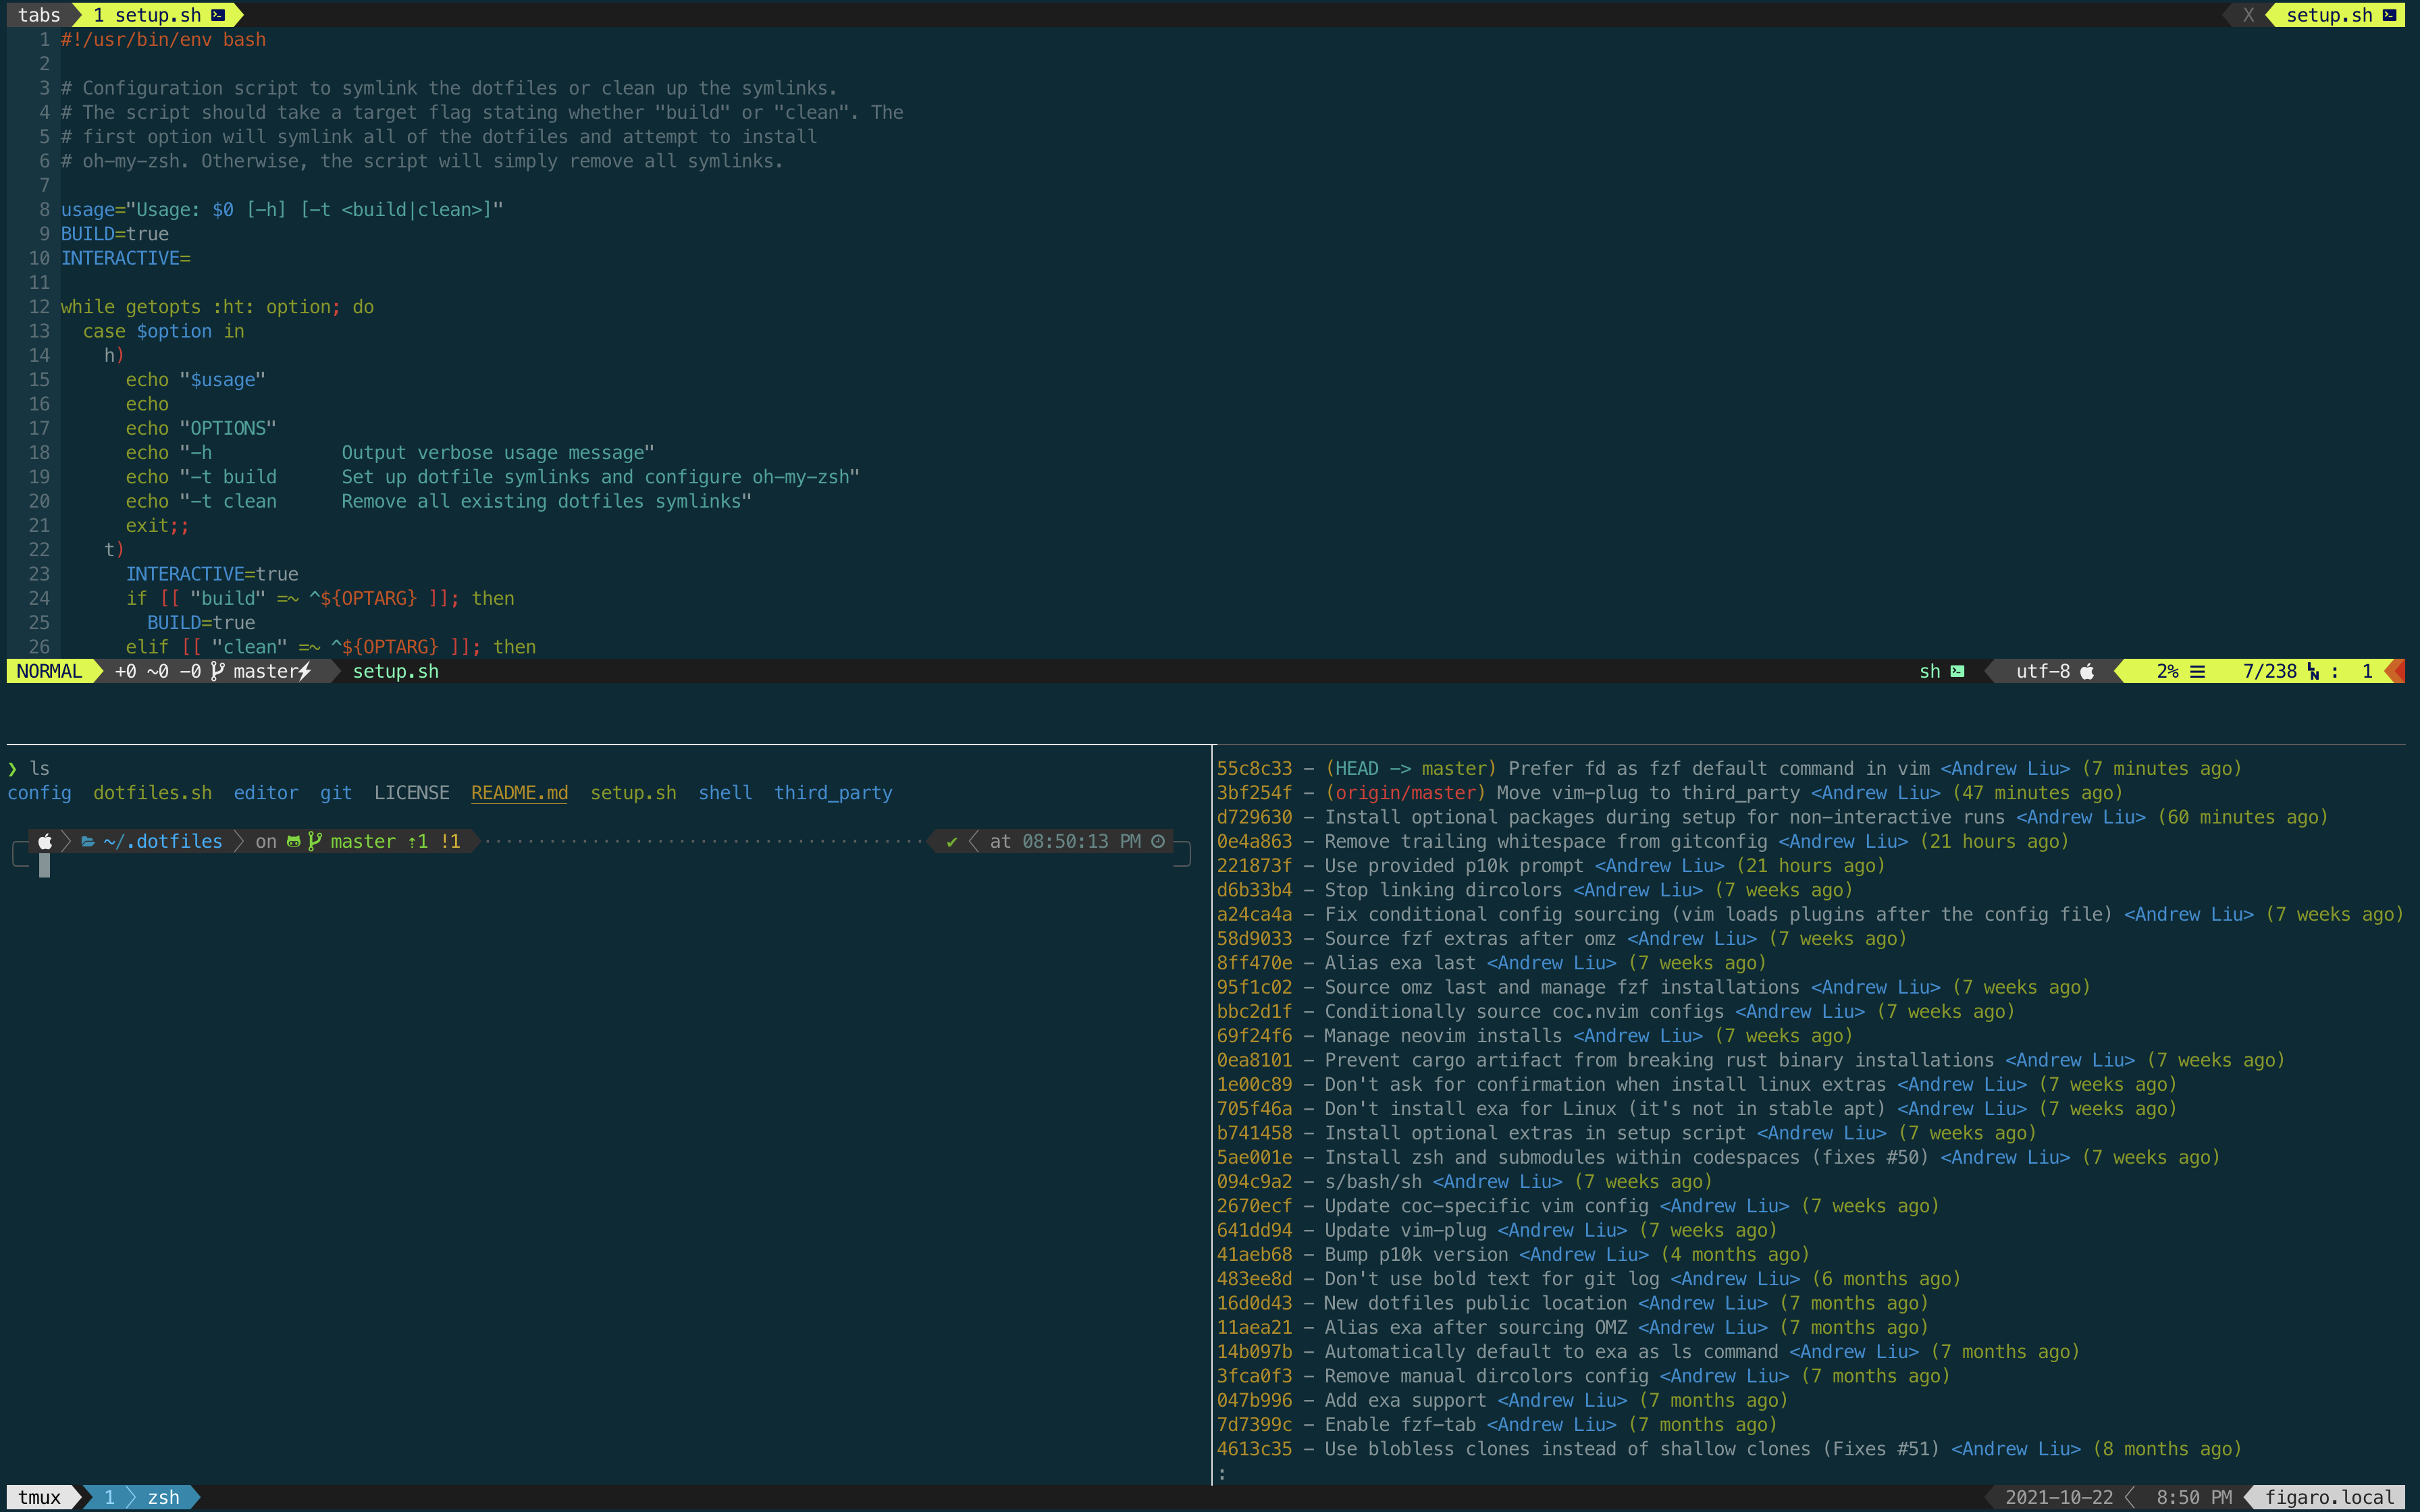 tabs 1 setup.sh X setup.sh
1 #!/usr/bin/env bash
2
3 # Configuration script to symlink the dotfiles or clean up the symlinks.
4 # The script should take a target flag stating whether "build" or "clean". The
5 # first option will symlink all of the dotfiles and attempt to install
6 # oh-my-zsh. Otherwise, the script will simply remove all symlinks.
7
8 usage="Usage: $0 [-h] [-t <build|clean>]"
9 BUILD=true
10 INTERACTIVE=
11
12 while getopts :ht: option; do
13   case $option in
14     h)
15       echo "$usage"
16       echo
17       echo "OPTIONS"
18       echo "-h            Output verbose usage message"
19       echo "-t build      Set up dotfile symlinks and configure oh-my-zsh"
20       echo "-t clean      Remove all existing dotfiles symlinks"
21       exit;;
22     t)
23       INTERACTIVE=true
24       if [[ "build" =~ ^${OPTARG} ]]; then
25         BUILD=true
26       elif [[ "clean" =~ ^${OPTARG} ]]; then
NORMAL +0 ~0 -0 master⚡ setup.sh sh utf-8 2% ☰ 7/238 : 1
❯ ls
config dotfiles.sh editor git LICENSE README.md setup.sh shell third_party
~/.dotfiles on master ⇡1 !1 ✔ at 08:50:13 PM
55c8c33 - (HEAD -> master) Prefer fd as fzf default command in vim <Andrew Liu> (7 minutes ago)
3bf254f - (origin/master) Move vim-plug to third_party <Andrew Liu> (47 minutes ago)
d729630 - Install optional packages during setup for non-interactive runs <Andrew Liu> (60 minutes ago)
0e4a863 - Remove trailing whitespace from gitconfig <Andrew Liu> (21 hours ago)
221873f - Use provided p10k prompt <Andrew Liu> (21 hours ago)
d6b33b4 - Stop linking dircolors <Andrew Liu> (7 weeks ago)
a24ca4a - Fix conditional config sourcing (vim loads plugins after the config file) <Andrew Liu> (7 weeks ago)
58d9033 - Source fzf extras after omz <Andrew Liu> (7 weeks ago)
8ff470e - Alias exa last <Andrew Liu> (7 weeks ago)
95f1c02 - Source omz last and manage fzf installations <Andrew Liu> (7 weeks ago)
bbc2d1f - Conditionally source coc.nvim configs <Andrew Liu> (7 weeks ago)
69f24f6 - Manage neovim installs <Andrew Liu> (7 weeks ago)
0ea8101 - Prevent cargo artifact from breaking rust binary installations <Andrew Liu> (7 weeks ago)
1e00c89 - Don't ask for confirmation when install linux extras <Andrew Liu> (7 weeks ago)
705f46a - Don't install exa for Linux (it's not in stable apt) <Andrew Liu> (7 weeks ago)
b741458 - Install optional extras in setup script <Andrew Liu> (7 weeks ago)
5ae001e - Install zsh and submodules within codespaces (fixes #50) <Andrew Liu> (7 weeks ago)
094c9a2 - s/bash/sh <Andrew Liu> (7 weeks ago)
2670ecf - Update coc-specific vim config <Andrew Liu> (7 weeks ago)
641dd94 - Update vim-plug <Andrew Liu> (7 weeks ago)
41aeb68 - Bump p10k version <Andrew Liu> (4 months ago)
483ee8d - Don't use bold text for git log <Andrew Liu> (6 months ago)
16d0d43 - New dotfiles public location <Andrew Liu> (7 months ago)
11aea21 - Alias exa after sourcing OMZ <Andrew Liu> (7 months ago)
14b097b - Automatically default to exa as ls command <Andrew Liu> (7 months ago)
3fca0f3 - Remove manual dircolors config <Andrew Liu> (7 months ago)
047b996 - Add exa support <Andrew Liu> (7 months ago)
7d7399c - Enable fzf-tab <Andrew Liu> (7 months ago)
4613c35 - Use blobless clones instead of shallow clones (Fixes #51) <Andrew Liu> (8 months ago)
:
tmux 1 zsh 2021-10-22 8:50 PM figaro.local